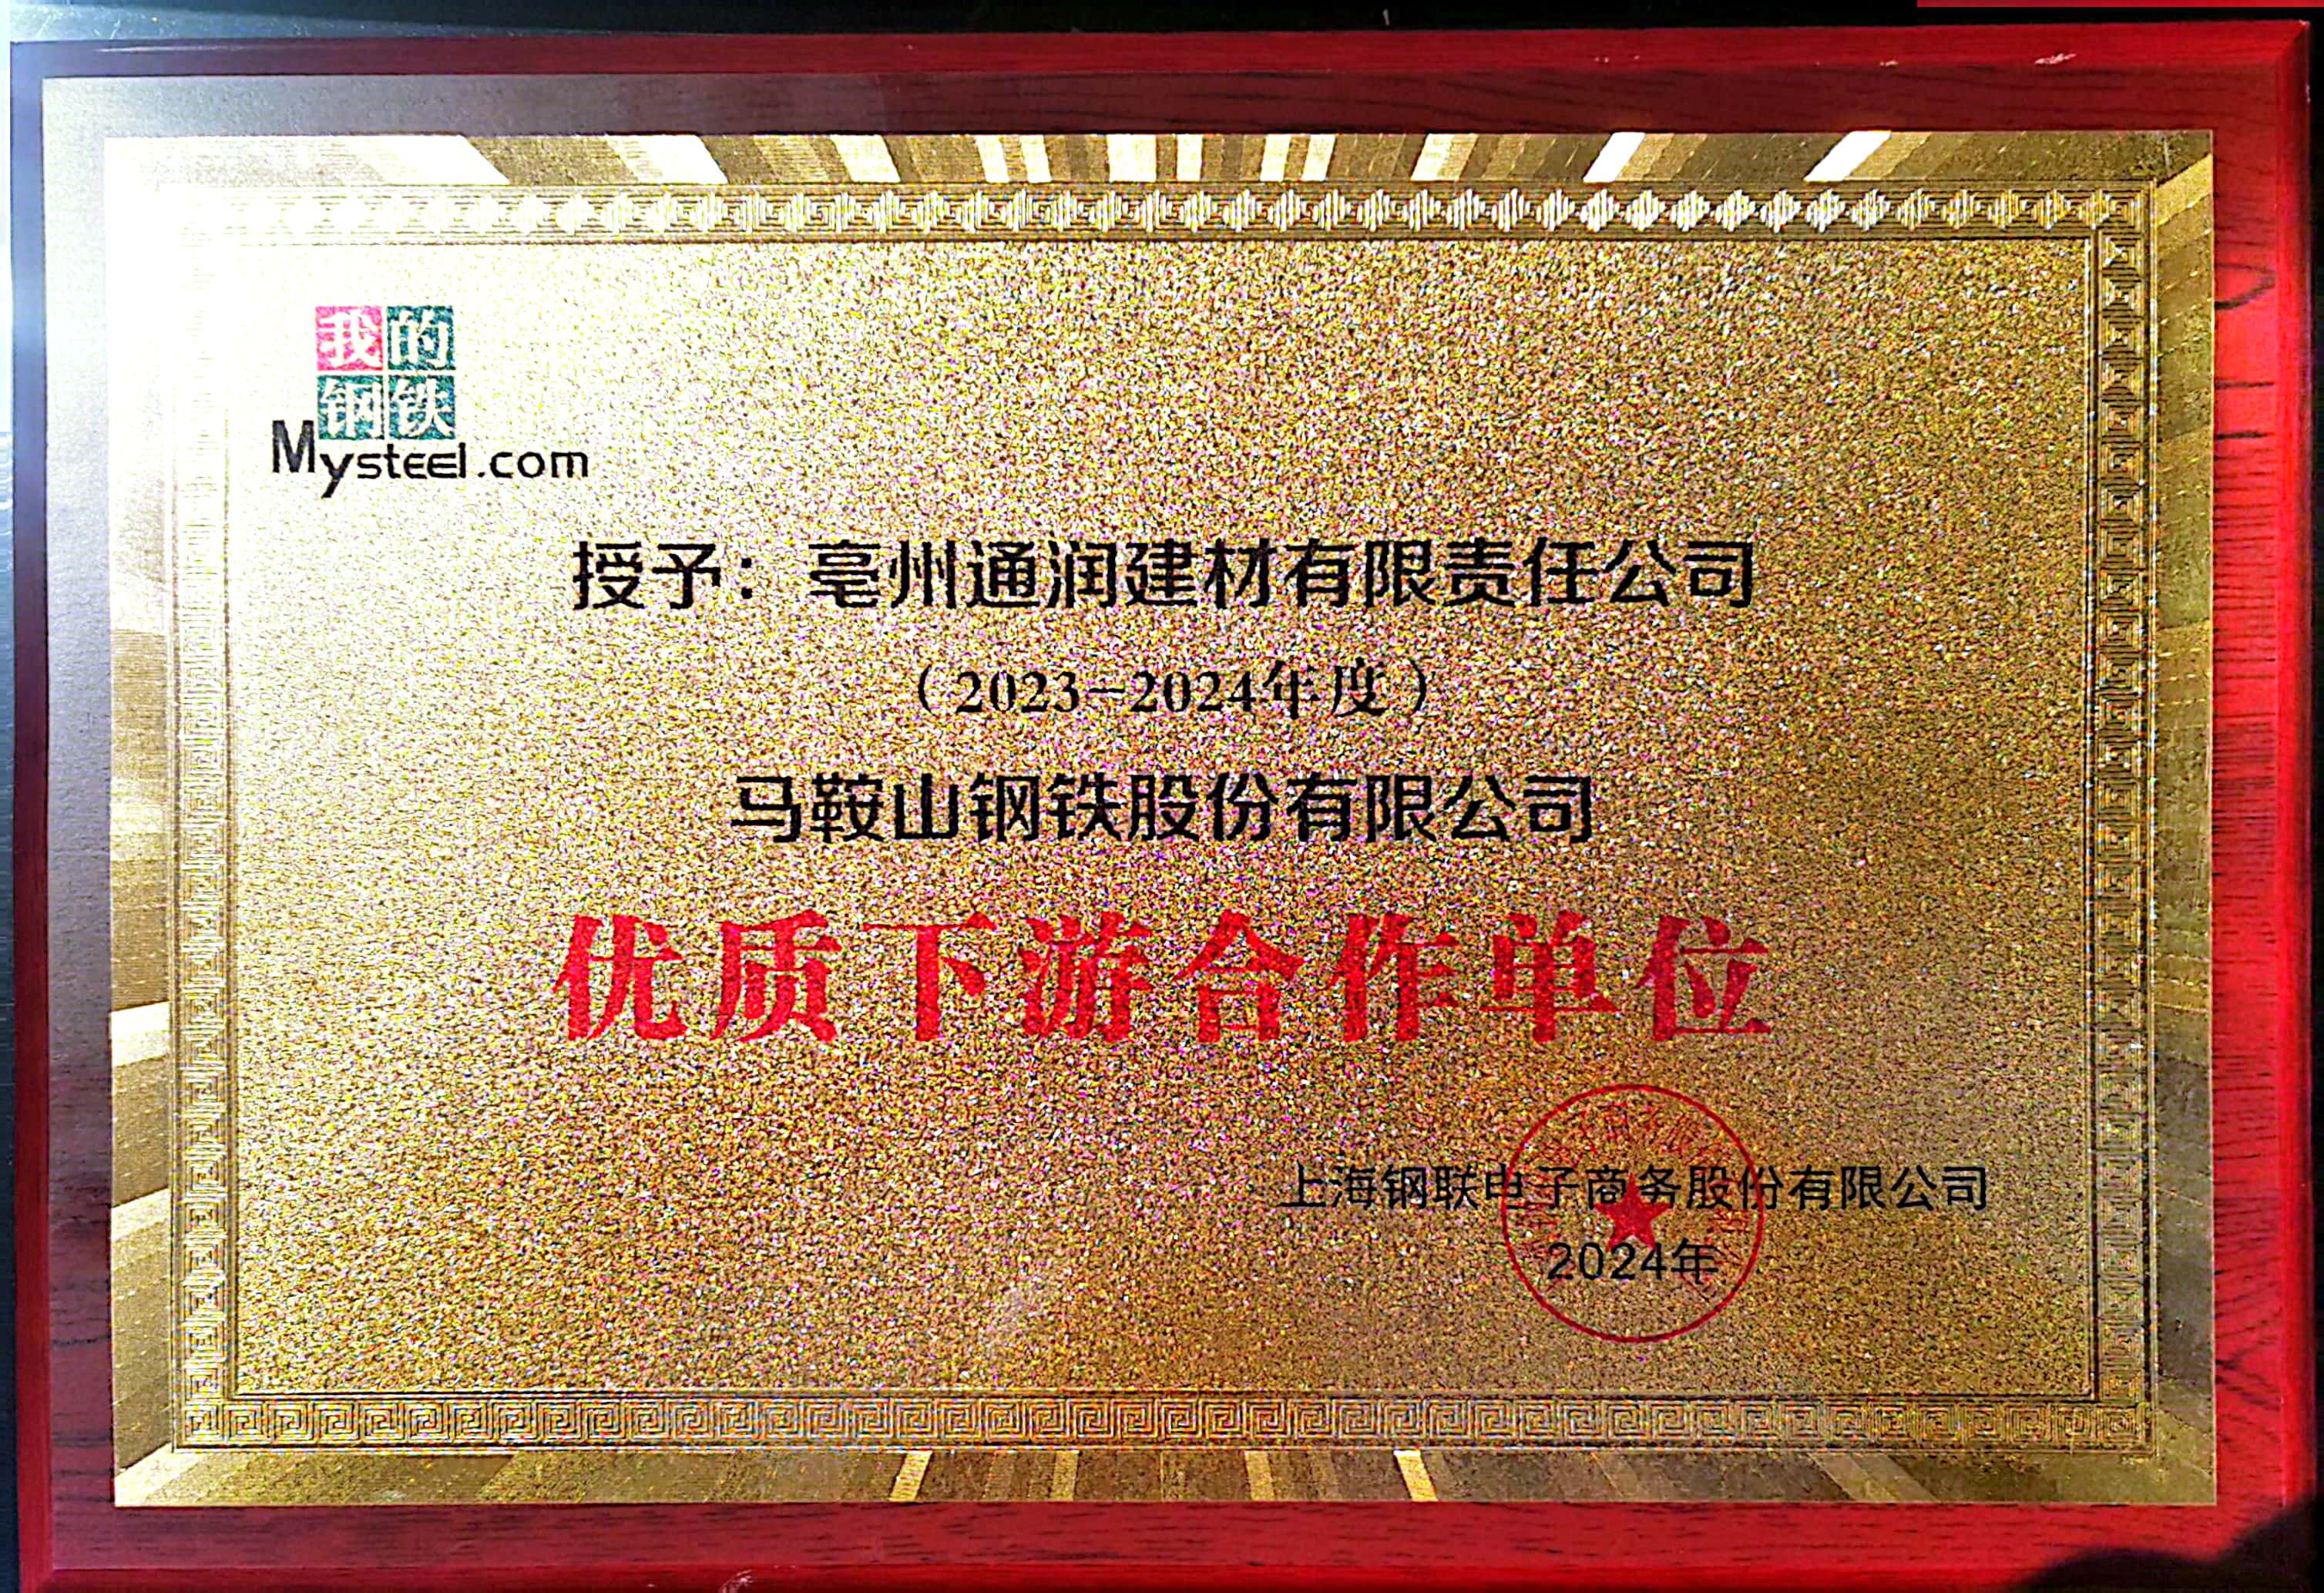 我的
钢铁
Mysteel.com
授予：亳州通润建材有限责任公司
（2023-2024年度）
马鞍山钢铁股份有限公司
优质下游合作单位
上海钢联电子商务股份有限公司
2024年